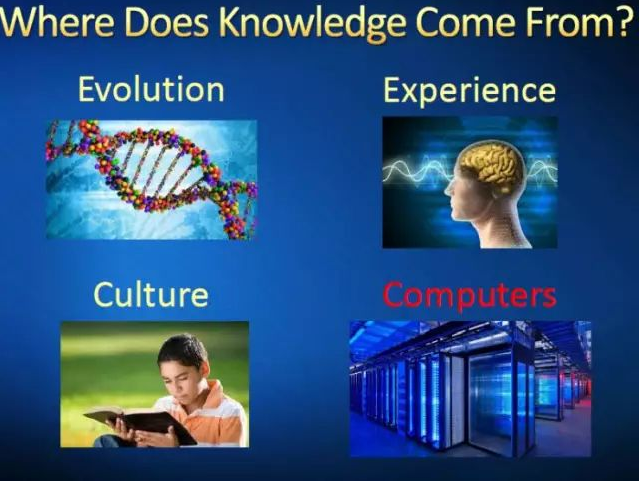 Where Does Knowledge Come From?
Evolution
Experience
Culture
Computers